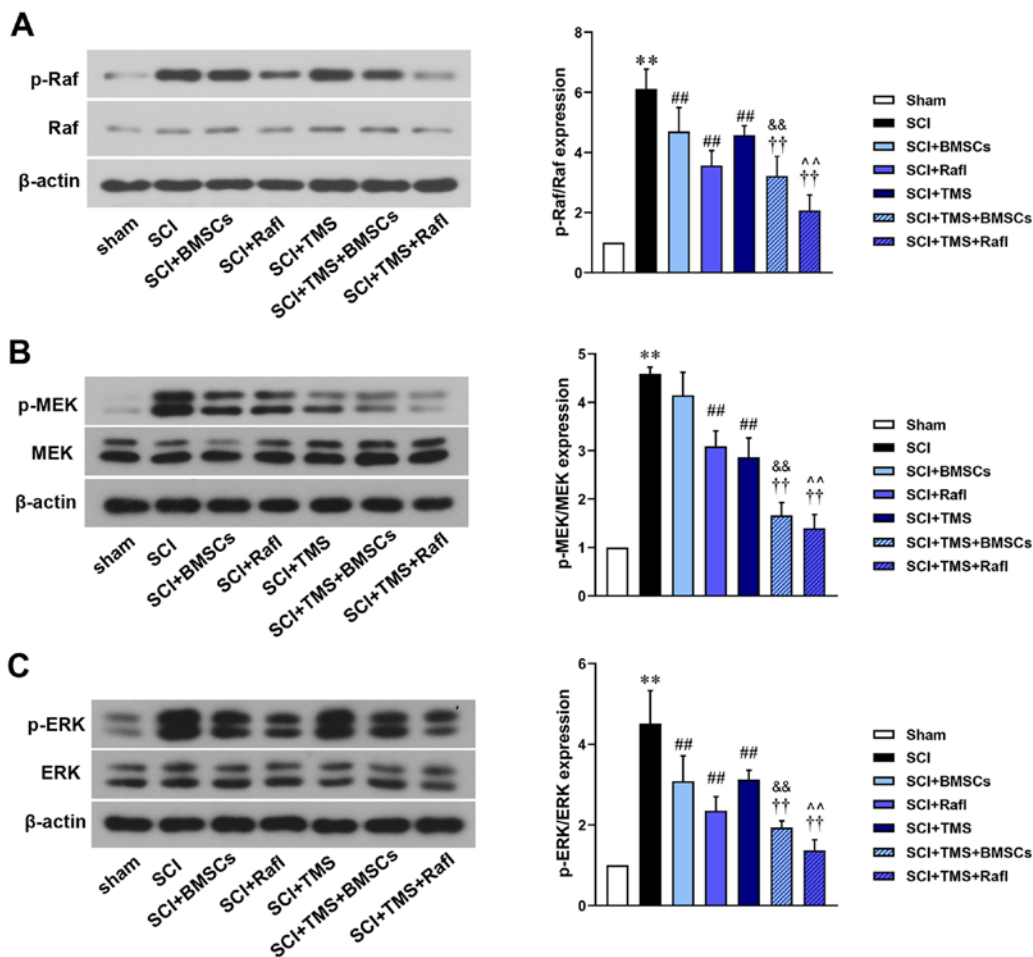 A
p-Raf
Raf
β-actin
sham
SCI
SCI+BMSCs
SCI+RafI
SCI+TMS
SCI+TMS+BMSCs
SCI+TMS+RafI
p-Raf/Raf expression
8
6
4
2
0
**
##
##
##
&&
††
^^
††
Sham
SCI
SCI+BMSCs
SCI+RafI
SCI+TMS
SCI+TMS+BMSCs
SCI+TMS+RafI
B
p-MEK
MEK
β-actin
sham
SCI
SCI+BMSCs
SCI+RafI
SCI+TMS
SCI+TMS+BMSCs
SCI+TMS+RafI
p-MEK/MEK expression
5
4
3
2
1
0
**
##
##
&&
††
^^
††
Sham
SCI
SCI+BMSCs
SCI+RafI
SCI+TMS
SCI+TMS+BMSCs
SCI+TMS+RafI
C
p-ERK
ERK
β-actin
sham
SCI
SCI+BMSCs
SCI+RafI
SCI+TMS
SCI+TMS+BMSCs
SCI+TMS+RafI
p-ERK/ERK expression
6
4
2
0
**
##
##
##
&&
††
^^
††
Sham
SCI
SCI+BMSCs
SCI+RafI
SCI+TMS
SCI+TMS+BMSCs
SCI+TMS+RafI